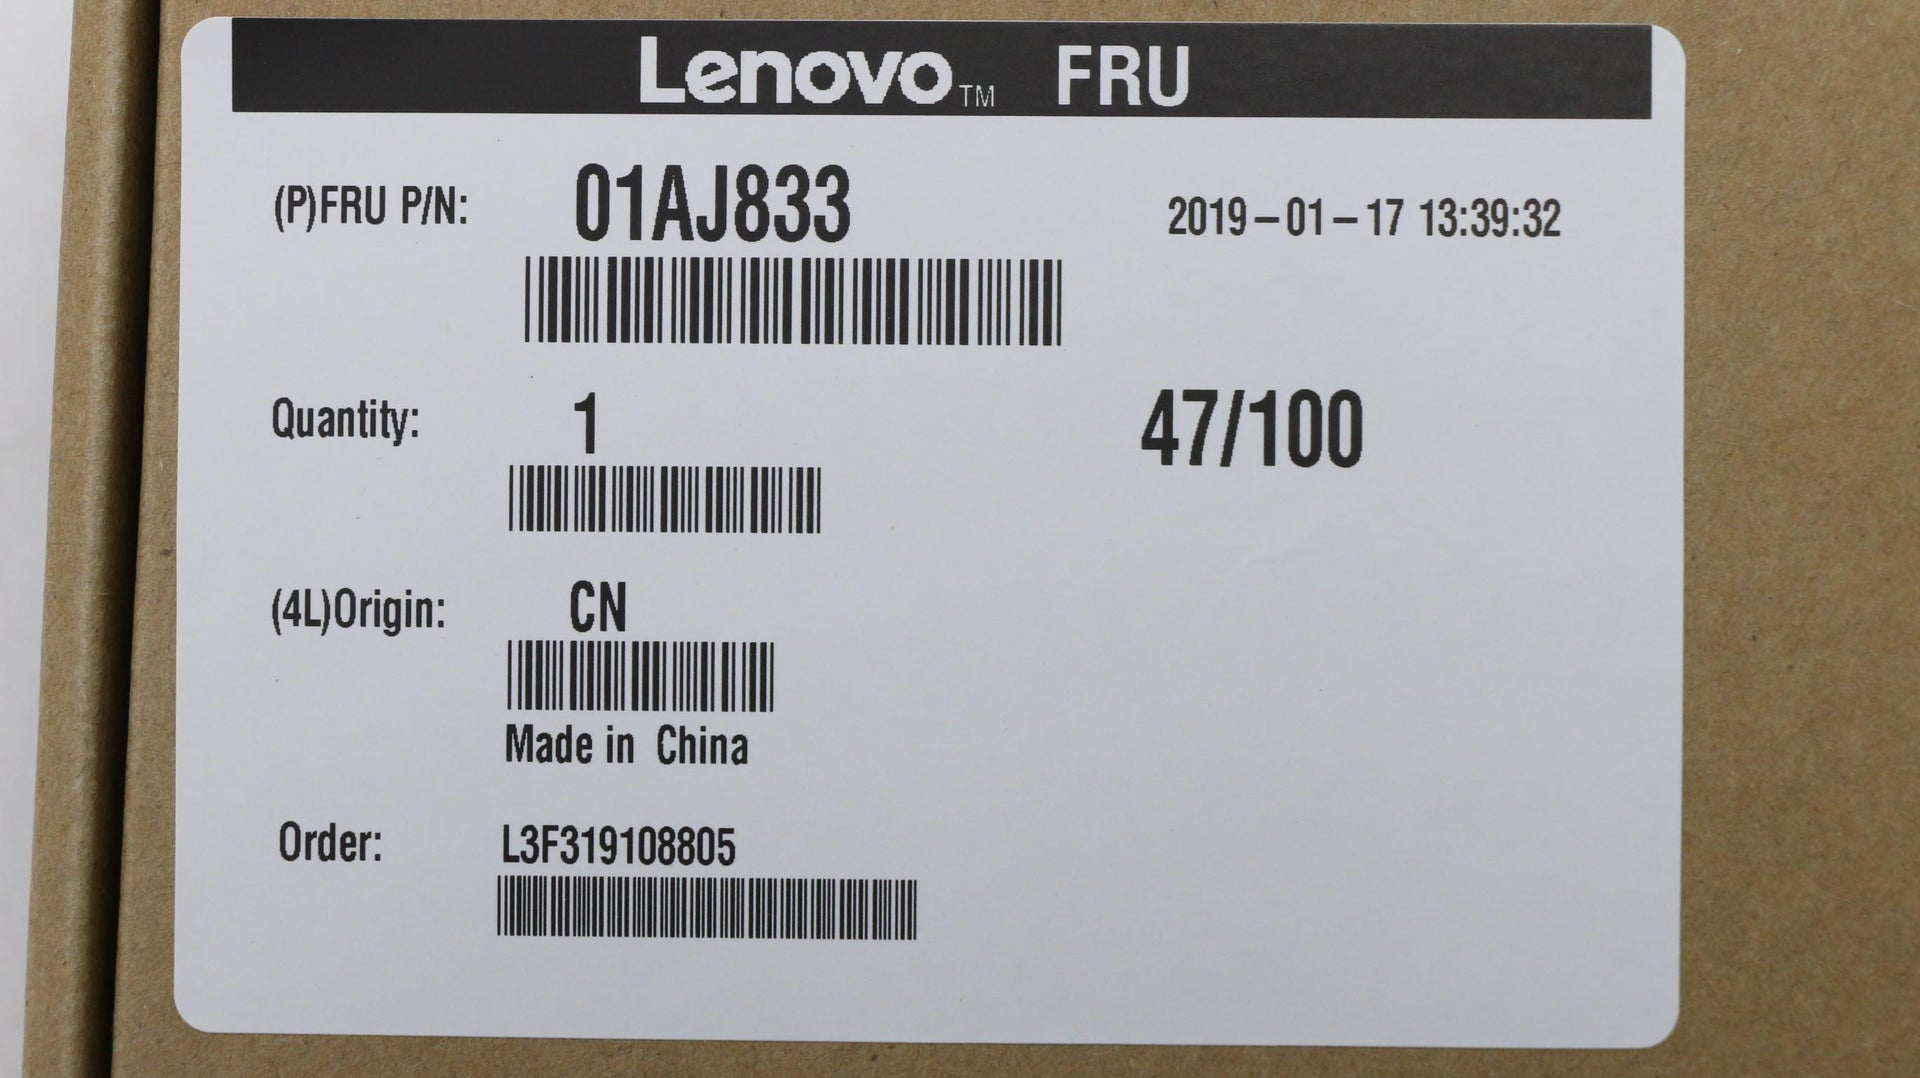 Lenovo™ FRU
(P)FRU P/N: 01AJ833 2019-01-17 13:39:32
Quantity: 1 47/100
(4L)Origin: CN
Made in China
Order: L3F319108805